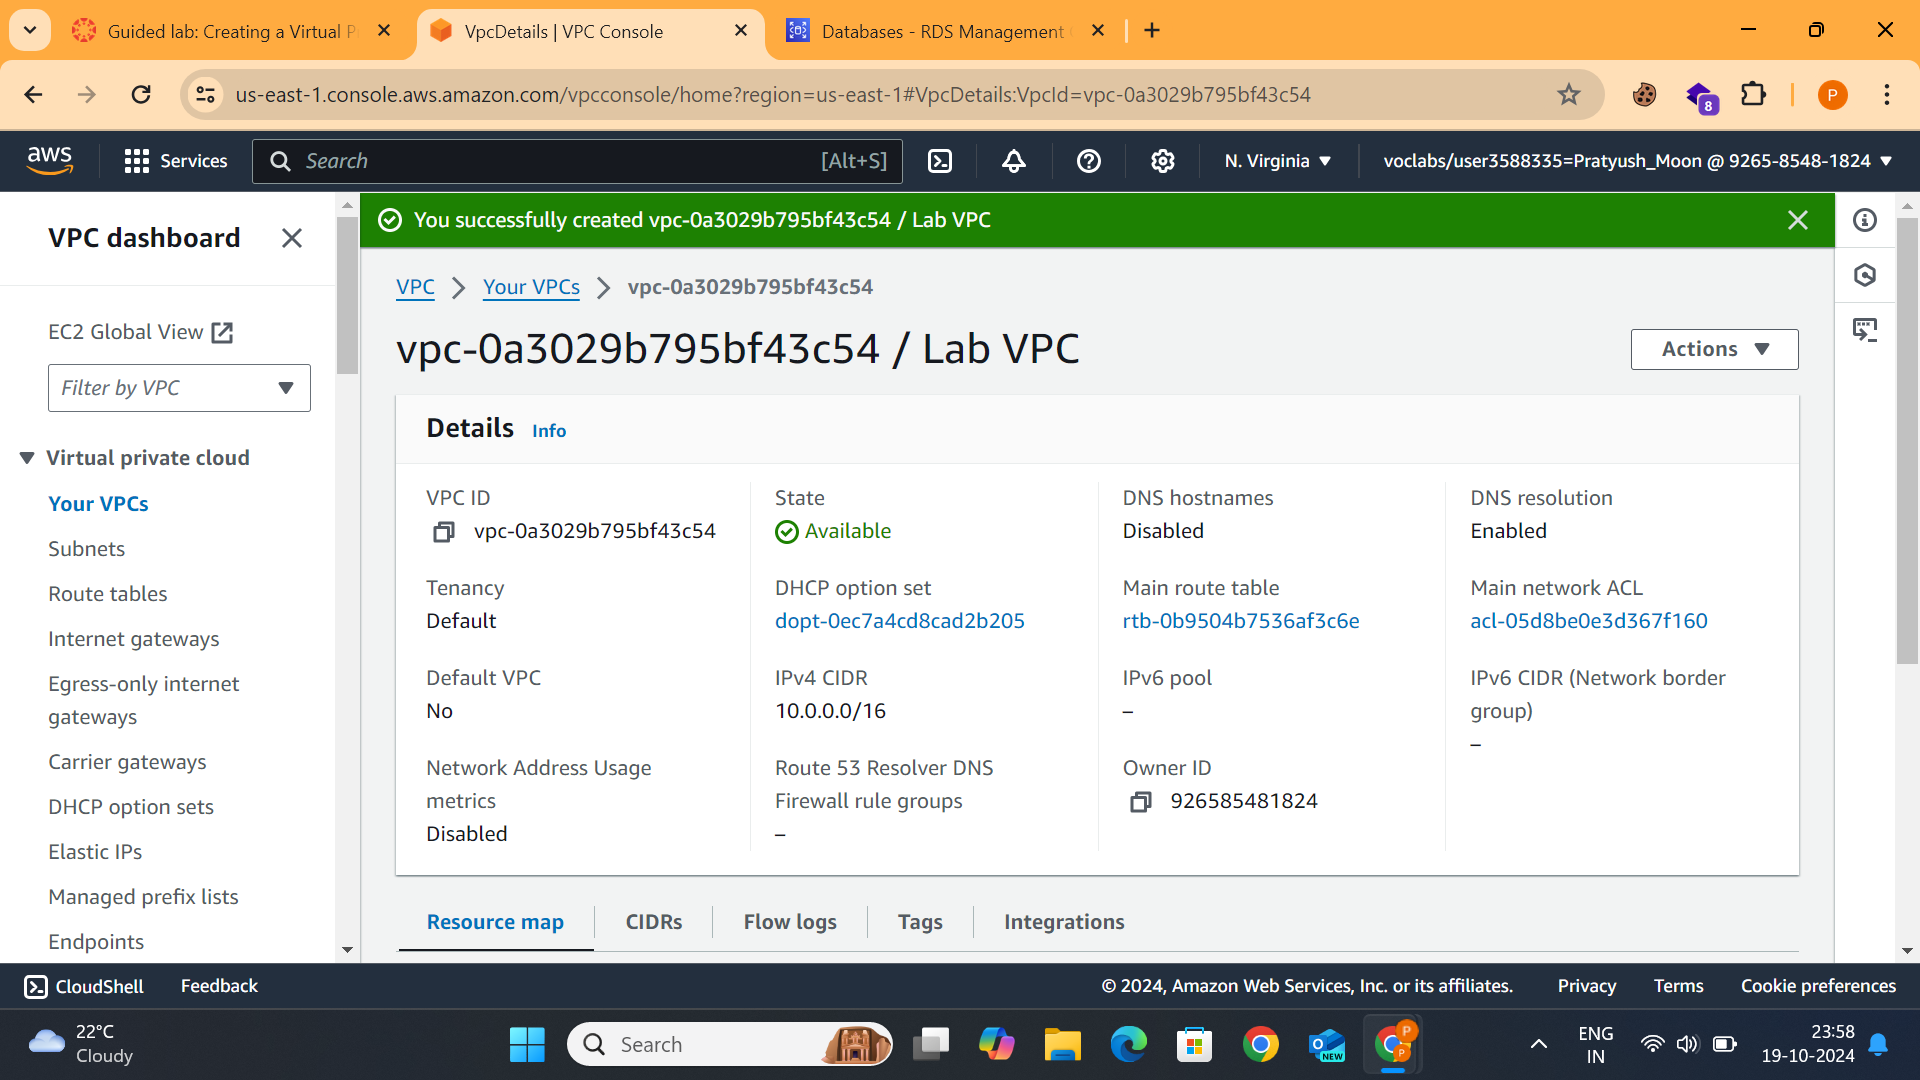 Guided lab: Creating a Virtual P
VpcDetails | VPC Console
Databases - RDS Management
us-east-1.console.aws.amazon.com/vpcconsole/home?region=us-east-1#VpcDetails:VpcId=vpc-0a3029b795bf43c54
8
P
aws
Services
Search
[Alt+S]
N. Virginia
voclabs/user3588335=Pratyush_Moon @ 9265-8548-1824
VPC dashboard
EC2 Global View
Filter by VPC
Virtual private cloud
Your VPCs
Subnets
Route tables
Internet gateways
Egress-only internet
gateways
Carrier gateways
DHCP option sets
Elastic IPs
Managed prefix lists
Endpoints
You successfully created vpc-0a3029b795bf43c54 / Lab VPC
VPC
Your VPCs
vpc-0a3029b795bf43c54
vpc-0a3029b795bf43c54 / Lab VPC
Actions
Details Info
VPC ID
vpc-0a3029b795bf43c54
State
Available
DNS hostnames
Disabled
DNS resolution
Enabled
Tenancy
Default
DHCP option set
dopt-0ec7a4cd8cad2b205
Main route table
rtb-0b9504b7536af3c6e
Main network ACL
acl-05d8be0e3d367f160
Default VPC
No
IPv4 CIDR
10.0.0.0/16
IPv6 pool
–
IPv6 CIDR (Network border
group)
–
Network Address Usage
metrics
Disabled
Route 53 Resolver DNS
Firewall rule groups
–
Owner ID
926585481824
Resource map
CIDRs
Flow logs
Tags
Integrations
CloudShell
Feedback
© 2024, Amazon Web Services, Inc. or its affiliates.
Privacy
Terms
Cookie preferences
22°C
Cloudy
Search
NEW
P
P
ENG
IN
23:58
19-10-2024